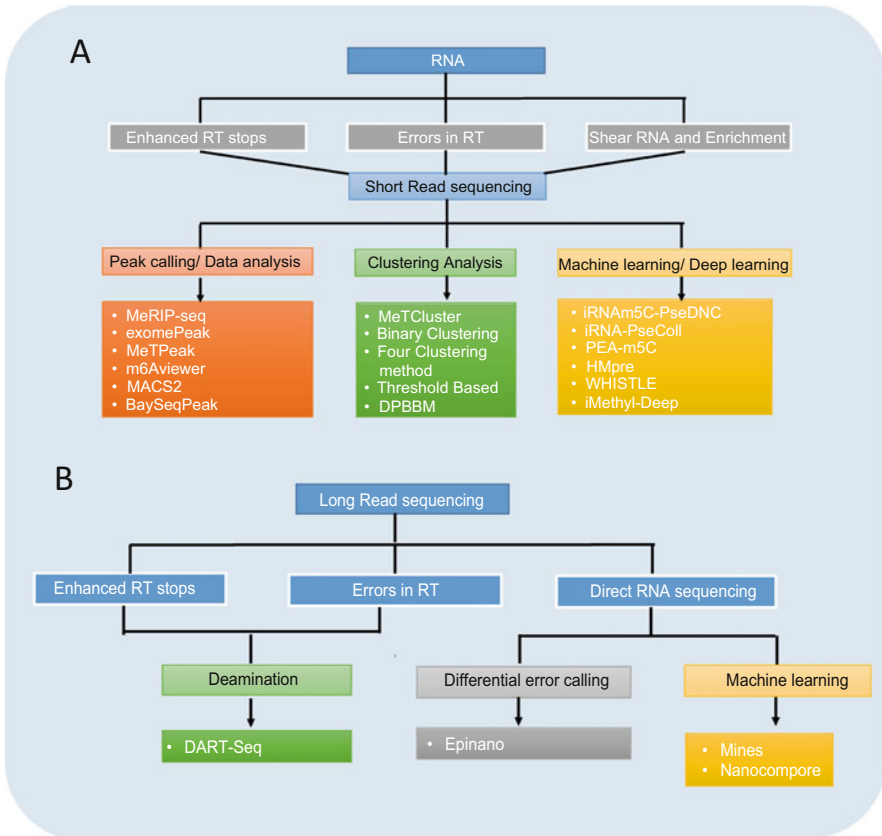 A
RNA
Enhanced RT stops
Errors in RT
Shear RNA and Enrichment
Short Read sequencing
Peak calling/ Data analysis
Clustering Analysis
Machine learning/ Deep learning
• MeRIP-seq
• exomePeak
• MeTPeak
• m6Aviewer
• MACS2
• BaySeqPeak
• MeTCluster
• Binary Clustering
• Four Clustering
method
• Threshold Based
• DPBBM
• iRNAm5C-PseDNC
• iRNA-PseColl
• PEA-m5C
• HMpre
• WHISTLE
• iMethyl-Deep
B
Long Read sequencing
Enhanced RT stops
Errors in RT
Direct RNA sequencing
Deamination
Differential error calling
Machine learning
• DART-Seq
• Epinano
• Mines
• Nanocompore